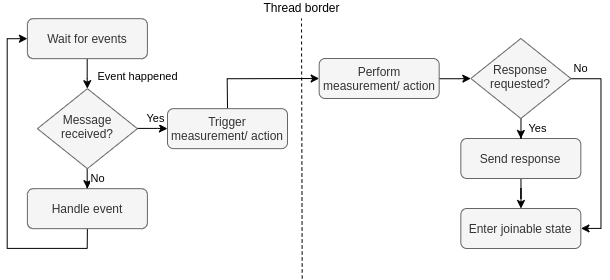 Thread border
Wait for events
Event happened
Message
received?
Yes
No
Trigger
measurement/ action
Handle event
Perform
measurement/ action
Response
requested?
No
Yes
Send response
Enter joinable state